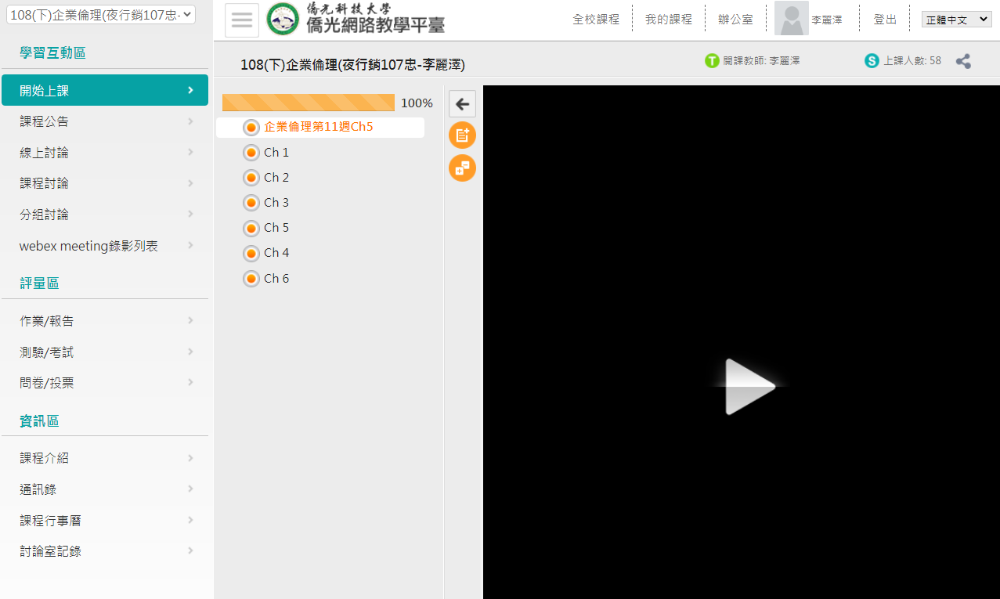 108(下)企業倫理(夜行銷107忠-
學習互動區
開始上課
課程公告
線上討論
課程討論
分組討論
webex meeting錄影列表
評量區
作業/報告
測驗/考試
問卷/投票
資訊區
課程介紹
通訊錄
課程行事曆
討論室記錄
僑光科技大學
僑光網路教學平臺
全校課程
我的課程
辦公室
李麗澤
登出
正體中文
108(下)企業倫理(夜行銷107忠-李麗澤)
T 開課教師: 李麗澤
S 上課人數: 58
100%
企業倫理第11週Ch5
Ch 1
Ch 2
Ch 3
Ch 5
Ch 4
Ch 6